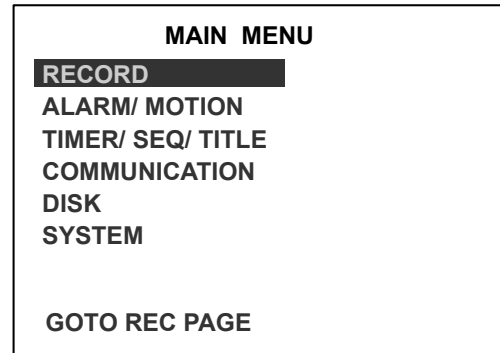 MAIN MENU
RECORD
ALARM/ MOTION
TIMER/ SEQ/ TITLE
COMMUNICATION
DISK
SYSTEM
GOTO REC PAGE